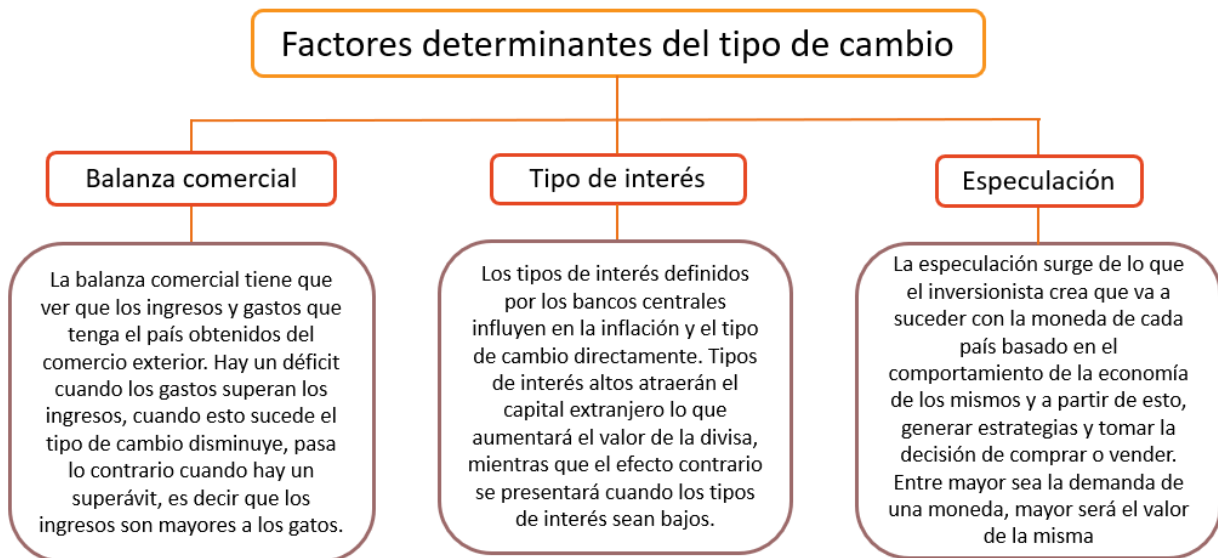 Factores determinantes del tipo de cambio
Balanza comercial
La balanza comercial tiene que
ver que los ingresos y gastos que
tenga el país obtenidos del
comercio exterior. Hay un déficit
cuando los gastos superan los
ingresos, cuando esto sucede el
tipo de cambio disminuye, pasa
lo contrario cuando hay un
superávit, es decir que los
ingresos son mayores a los gatos.
Tipo de interés
Los tipos de interés definidos
por los bancos centrales
influyen en la inflación y el tipo
de cambio directamente. Tipos
de interés altos atraerán el
capital extranjero lo que
aumentará el valor de la divisa,
mientras que el efecto contrario
se presentará cuando los tipos
de interés sean bajos.
Especulación
La especulación surge de lo que
el inversionista crea que va a
suceder con la moneda de cada
país basado en el
comportamiento de la economía
de los mismos y a partir de esto,
generar estrategias y tomar la
decisión de comprar o vender.
Entre mayor sea la demanda de
una moneda, mayor será el valor
de la misma